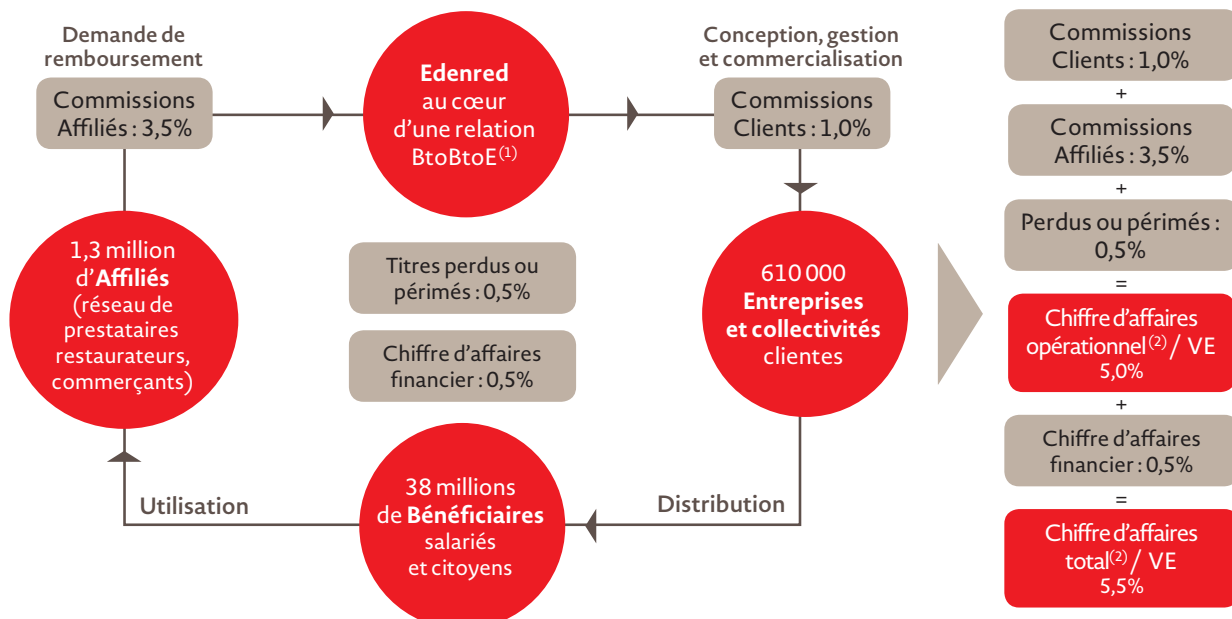 Demande de
remboursement
Commissions
Affiliés : 3,5%
Edenred
au cœur
d'une relation
BtoBtoE(1)
Conception, gestion
et commercialisation
Commissions
Clients : 1,0%
1,3 million
d'Affiliés
(réseau de
prestataires
restaurateurs,
commerçants)
Titres perdus ou
périmés : 0,5%
Chiffre d'affaires
financier : 0,5%
610 000
Entreprises
et collectivités
clientes
Utilisation
38 millions
de Bénéficiaires
salariés
et citoyens
Distribution
Commissions
Clients : 1,0%
+
Commissions
Affiliés : 3,5%
+
Perdus ou périmés :
0,5%
=
Chiffre d'affaires
opérationnel(2) / VE
5,0%
+
Chiffre d'affaires
financier : 0,5%
=
Chiffre d'affaires
total(2) / VE
5,5%